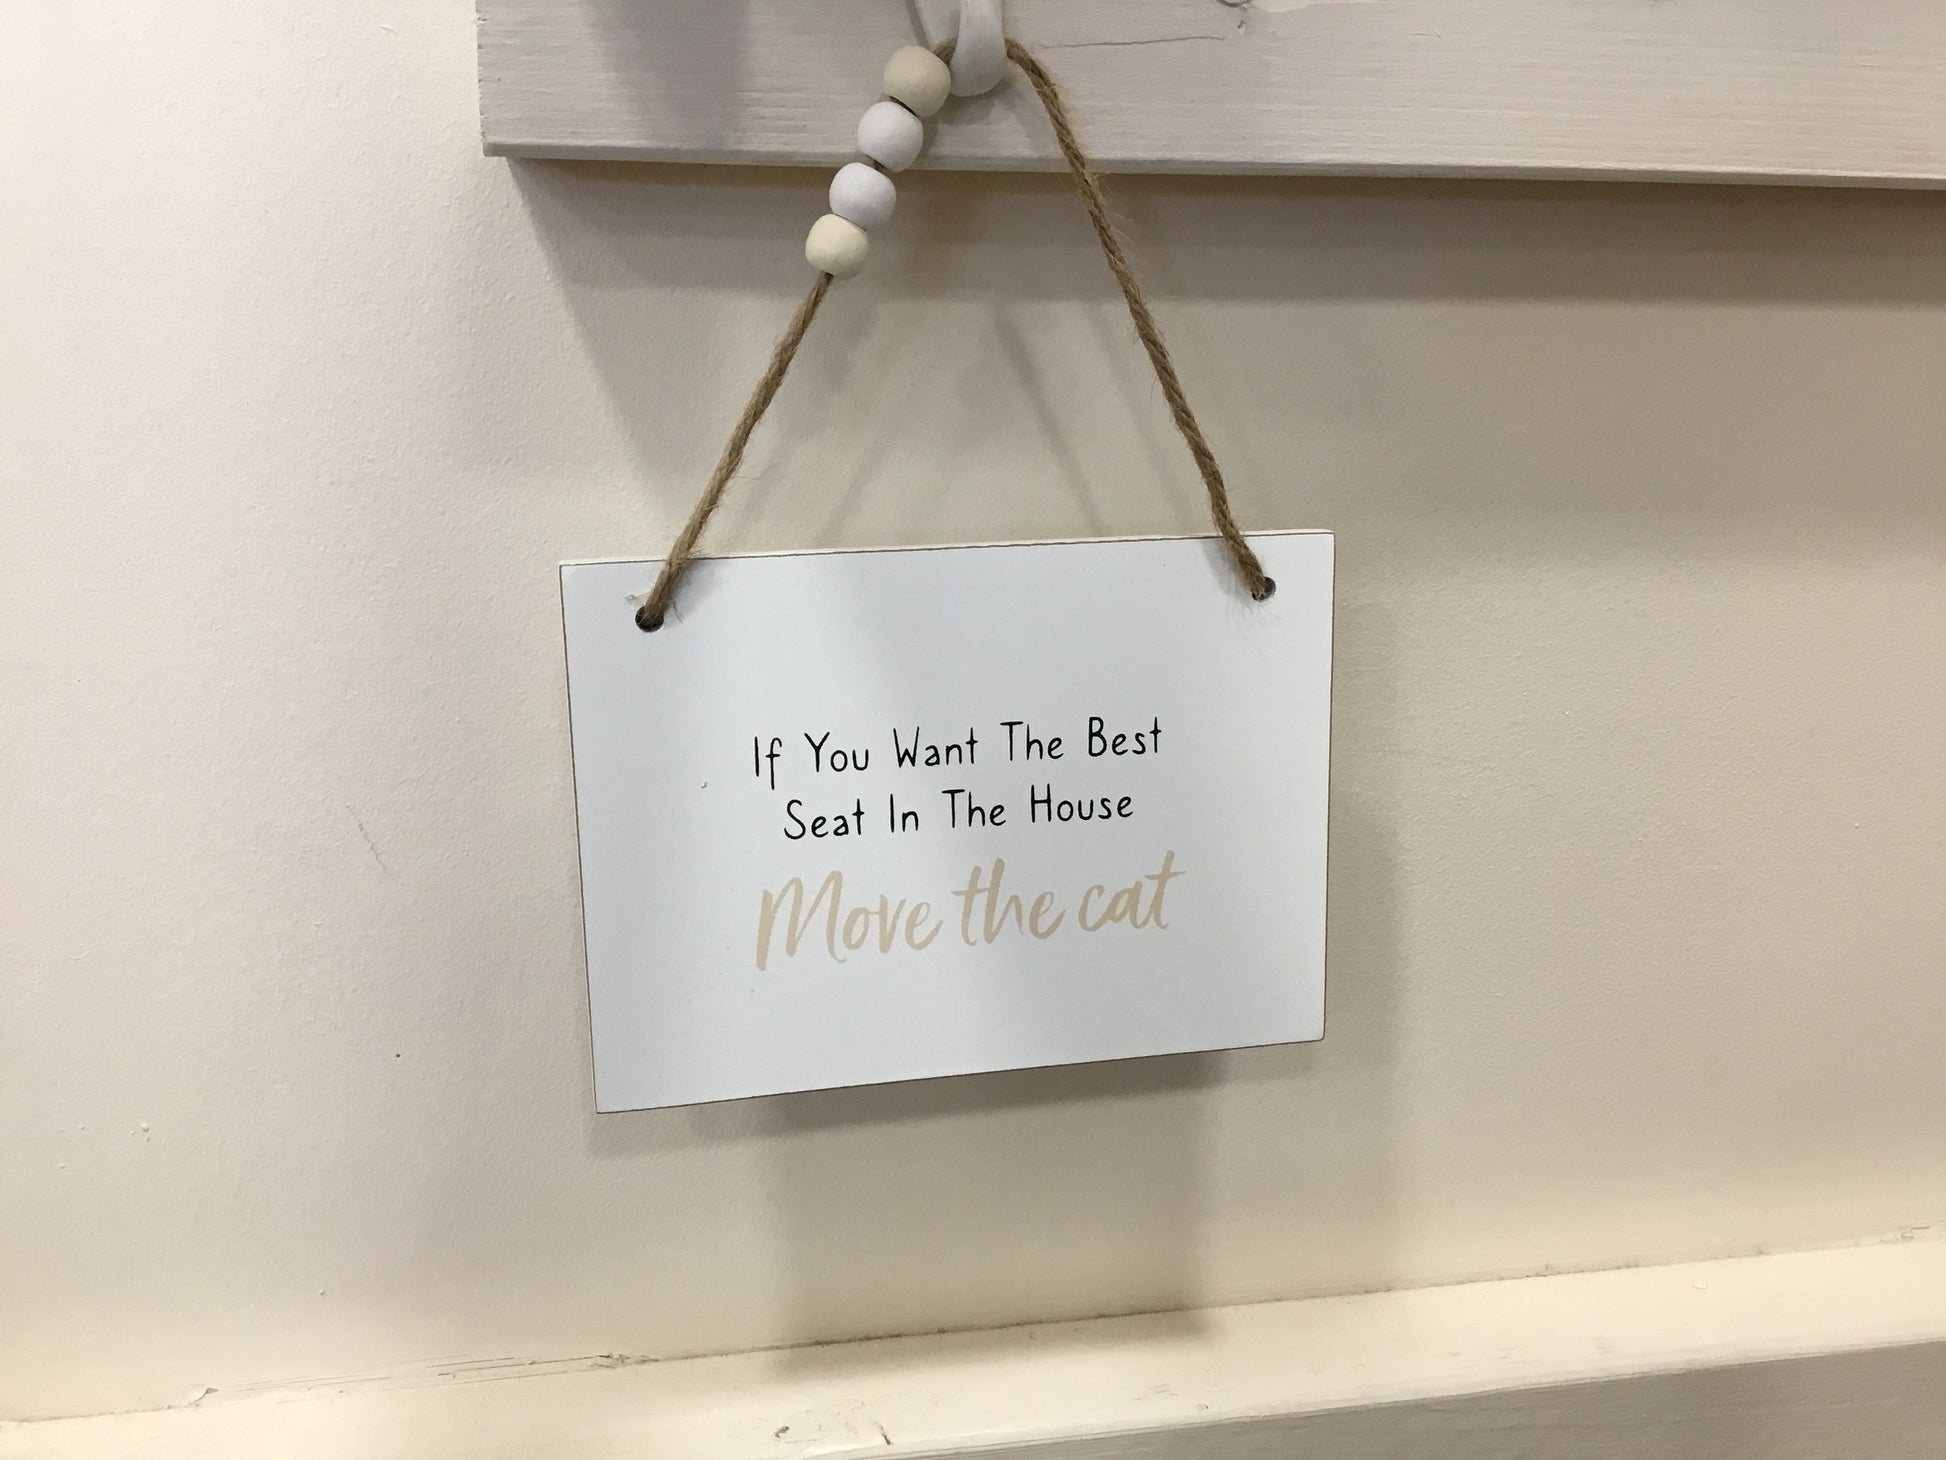 If You Want The Best
Seat In The House
Move the cat